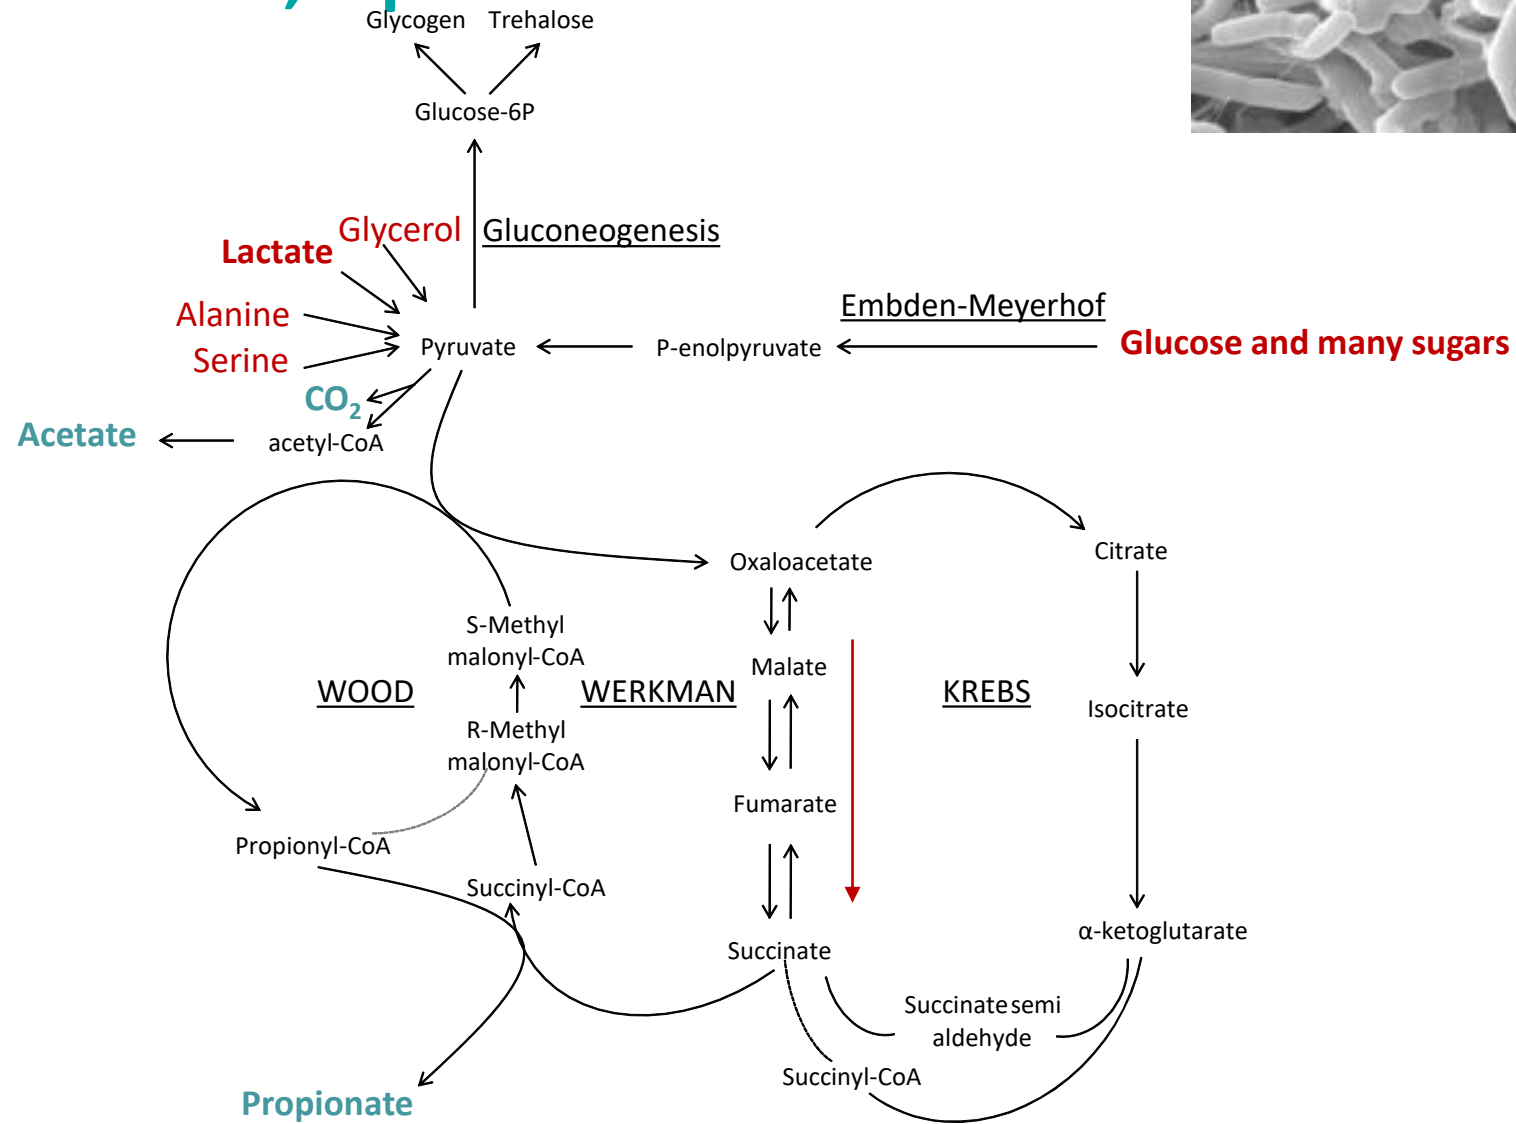 Glycogen Trehalose
Glucose-6P
Glycerol Gluconeogenesis
Lactate
Alanine
Serine
Embden-Meyerhof
Pyruvate P-enolpyruvate Glucose and many sugars
CO2
Acetate acetyl-CoA
Oxaloacetate Citrate
S-Methyl
malonyl-CoA
Malate
WOOD WERKMAN KREBS
Isocitrate
R-Methyl
malonyl-CoA
Fumarate
Propionyl-CoA
Succinyl-CoA
α-ketoglutarate
Succinate
Succinate semi
aldehyde
Succinyl-CoA
Propionate